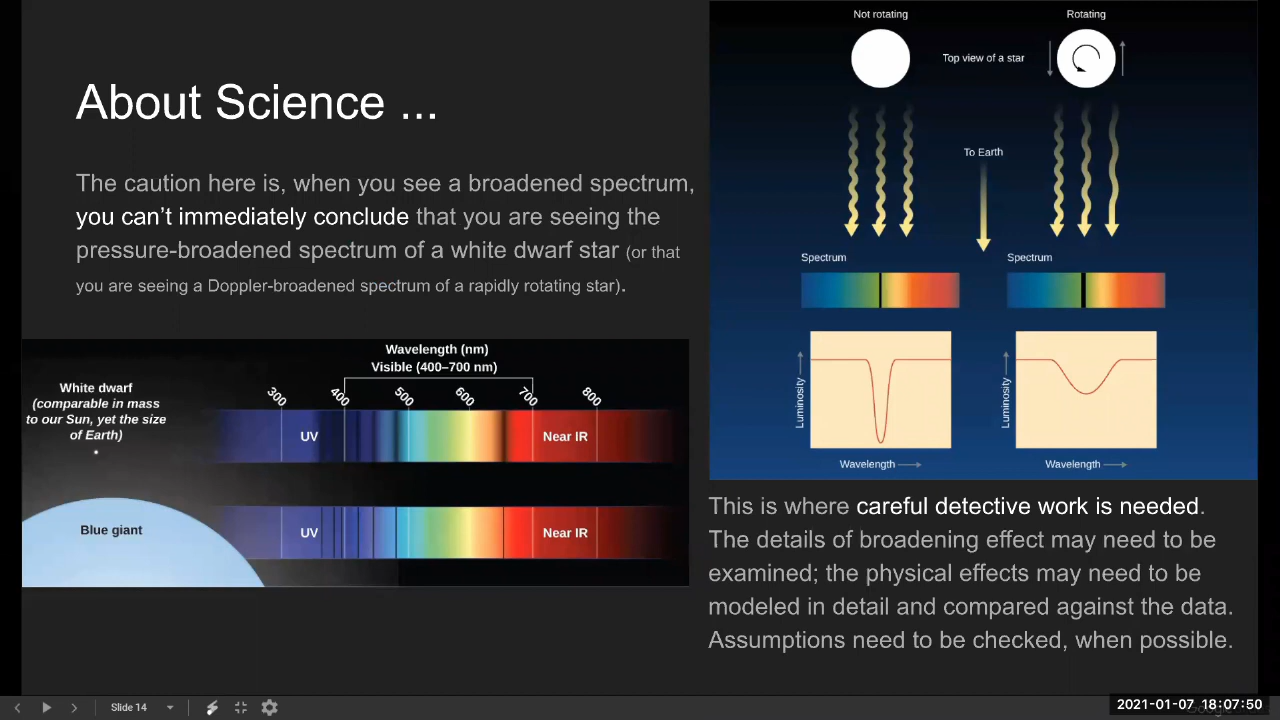 About Science ...
The caution here is, when you see a broadened spectrum,
you can’t immediately conclude that you are seeing the
pressure-broadened spectrum of a white dwarf star (or that
you are seeing a Doppler-broadened spectrum of a rapidly rotating star).
Wavelength (nm)
Visible (400–700 nm)
300 400 500 600 700 800
White dwarf
(comparable in mass
to our Sun, yet the size
of Earth)
UV Near IR
Blue giant
UV Near IR
Not rotating Rotating
Top view of a star
To Earth
Spectrum Spectrum
Luminosity Luminosity
Wavelength Wavelength
This is where careful detective work is needed.
The details of broadening effect may need to be
examined; the physical effects may need to be
modeled in detail and compared against the data.
Assumptions need to be checked, when possible.
Slide 14
2021-01-07 18:07:50